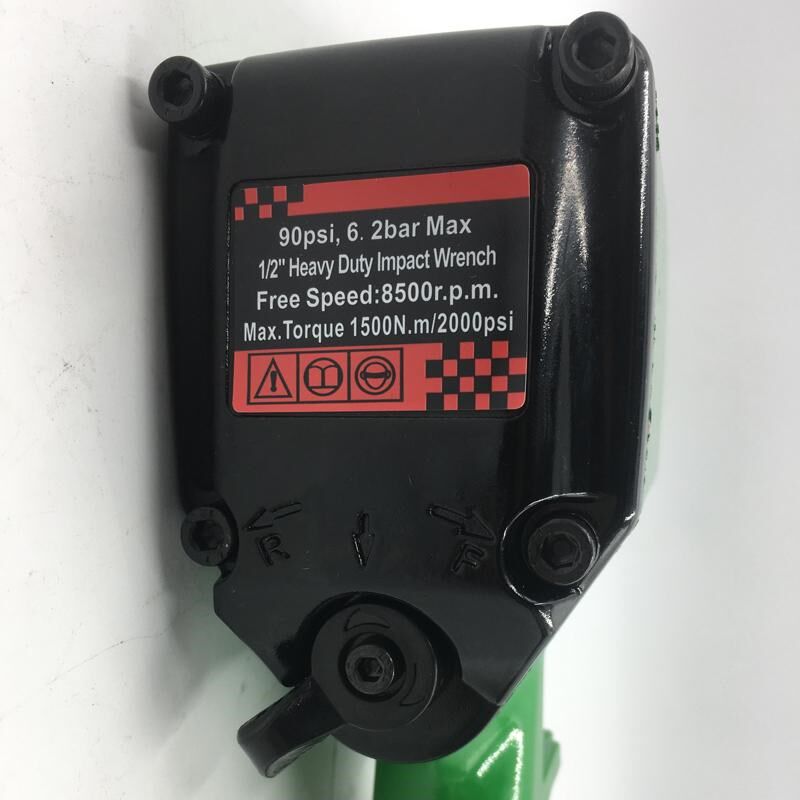 90psi, 6. 2bar Max
1/2" Heavy Duty Impact Wrench
Free Speed:8500r.p.m.
Max.Torque 1500N.m/2000psi
R
F